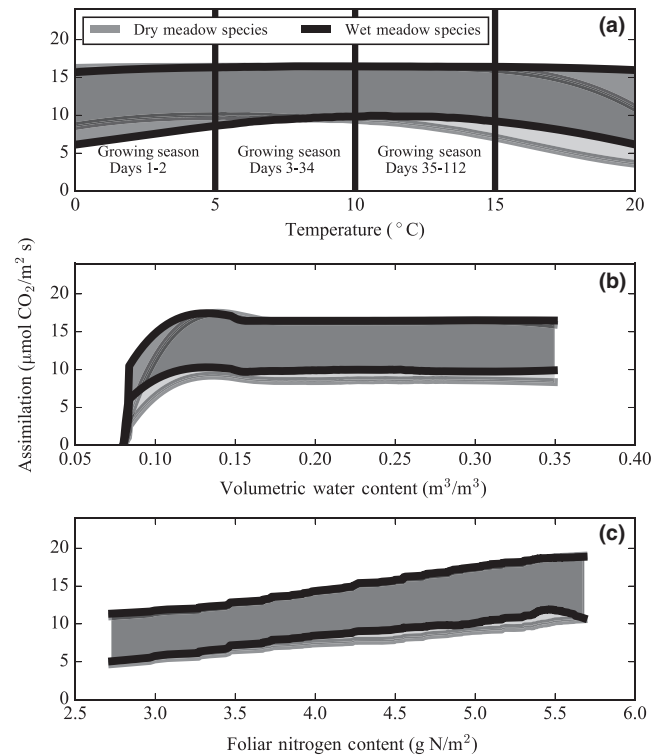 (a)
Dry meadow species Wet meadow species
20
15
10
5
0
Growing season Growing season Growing season
Days 1-2 Days 3-34 Days 35-112
0 5 10 15 20
Temperature (°C)
Assimilation (μmol CO2/m2 s)
(b)
20
15
10
5
0
0.05 0.10 0.15 0.20 0.25 0.30 0.35 0.40
Volumetric water content (m3/m3)
(c)
20
15
10
5
0
2.5 3.0 3.5 4.0 4.5 5.0 5.5 6.0
Foliar nitrogen content (g N/m2)